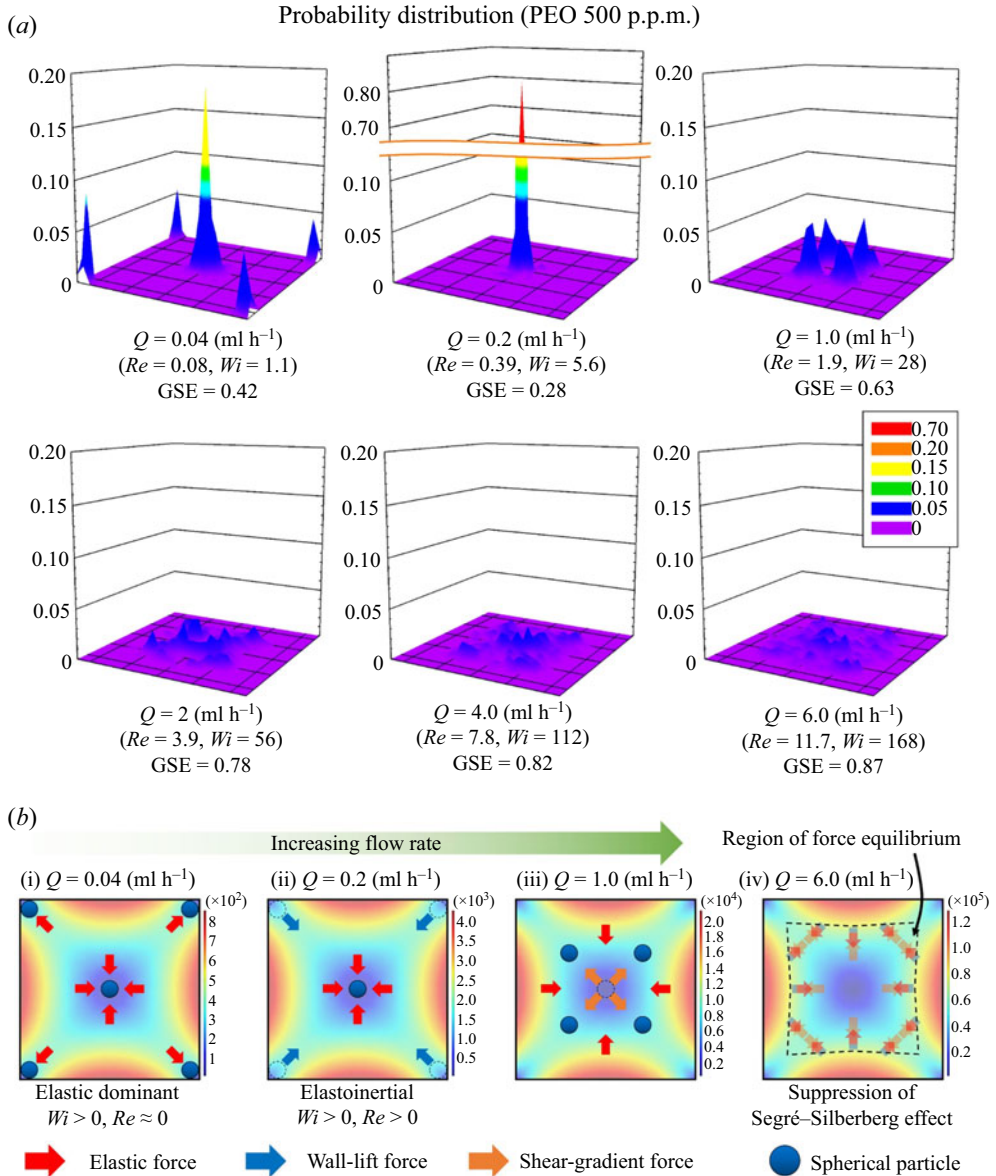 Probability distribution (PEO 500 p.p.m.)
(a)
0.20
0.15
0.10
0.05
0
0.80
0.70
0.10
0.05
0
0.20
0.15
0.10
0.05
0
Q = 0.04 (ml h⁻¹)
(Re = 0.08, Wi = 1.1)
GSE = 0.42
Q = 0.2 (ml h⁻¹)
(Re = 0.39, Wi = 5.6)
GSE = 0.28
Q = 1.0 (ml h⁻¹)
(Re = 1.9, Wi = 28)
GSE = 0.63
0.20
0.15
0.10
0.05
0
0.20
0.15
0.10
0.05
0
0.20
0.15
0.10
0.05
0
0.70
0.20
0.15
0.10
0.05
0
Q = 2 (ml h⁻¹)
(Re = 3.9, Wi = 56)
GSE = 0.78
Q = 4.0 (ml h⁻¹)
(Re = 7.8, Wi = 112)
GSE = 0.82
Q = 6.0 (ml h⁻¹)
(Re = 11.7, Wi = 168)
GSE = 0.87
(b)
Increasing flow rate
Region of force equilibrium
(i) Q = 0.04 (ml h⁻¹)
(×10²)
8
7
6
5
4
3
2
1
(ii) Q = 0.2 (ml h⁻¹)
(×10³)
4.0
3.5
3.0
2.5
2.0
1.5
1.0
0.5
(iii) Q = 1.0 (ml h⁻¹)
(×10⁴)
2.0
1.8
1.6
1.4
1.2
1.0
0.8
0.6
0.4
0.2
(iv) Q = 6.0 (ml h⁻¹)
(×10⁵)
1.2
1.0
0.8
0.6
0.4
0.2
Elastic dominant
Wi > 0, Re ≈ 0
Elastoinertial
Wi > 0, Re > 0
Suppression of
Segré–Silberberg effect
Elastic force
Wall-lift force
Shear-gradient force
Spherical particle